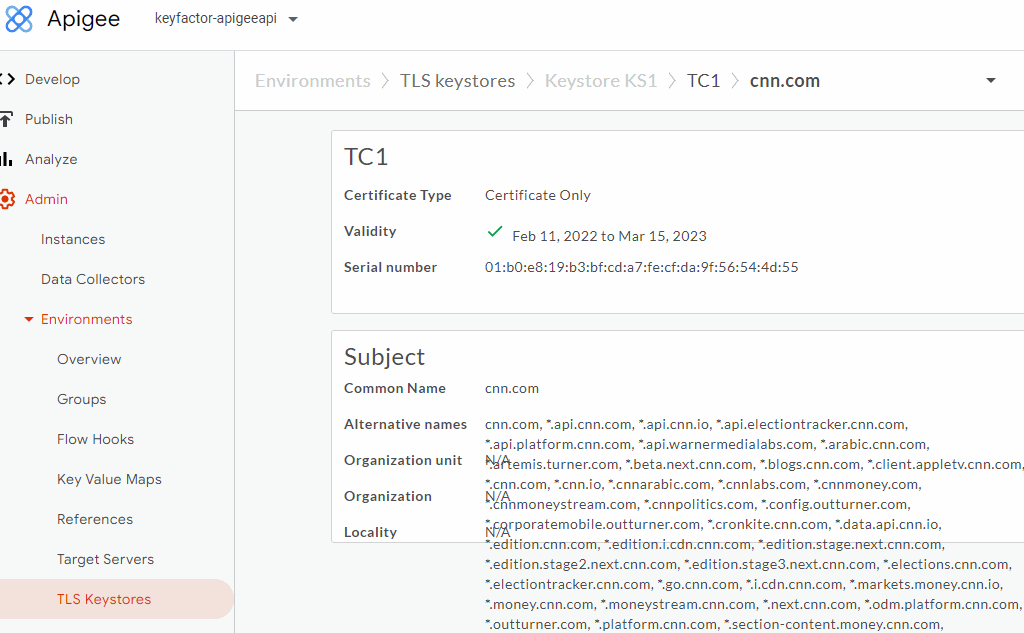 Apigee
keyfactor-apigeeapi
Develop
Publish
Analyze
Admin
Instances
Data Collectors
Environments
Overview
Groups
Flow Hooks
Key Value Maps
References
Target Servers
TLS Keystores
Environments > TLS keystores > Keystore KS1 > TC1 > cnn.com
TC1
Certificate Type Certificate Only
Validity Feb 11, 2022 to Mar 15, 2023
Serial number 01:b0:e8:19:b3:bf:cd:a7:fe:cf:da:9f:56:54:4d:55
Subject
Common Name cnn.com
Alternative names cnn.com, *.api.cnn.com, *.api.cnn.io, *.api.electiontracker.cnn.com,
*.api.platform.cnn.com, *.api.warnermedialabs.com, *.arabic.cnn.com,
Organization unit N/A
*.artemis.turner.com, *.beta.next.cnn.com, *.blogs.cnn.com, *.client.appletv.cnn.com,
*.cnn.com, *.cnn.io, *.cnnarabic.com, *.cnnlabs.com, *.cnnmoney.com,
Organization N/A
*.cnnmoneystream.com, *.cnnpolitics.com, *.config.outturner.com,
*.corporatemobile.outturner.com, *.cronkite.cnn.com, *.data.api.cnn.io,
Locality N/A
*.edition.cnn.com, *.edition.i.cdn.cnn.com, *.edition.stage.next.cnn.com,
*.edition.stage2.next.cnn.com, *.edition.stage3.next.cnn.com, *.elections.cnn.com,
*.electiontracker.cnn.com, *.go.cnn.com, *.i.cdn.cnn.com, *.markets.money.cnn.io,
*.money.cnn.com, *.moneystream.cnn.com, *.next.cnn.com, *.odm.platform.cnn.com,
*.outturner.com, *.platform.cnn.com, *.section-content.money.cnn.com,